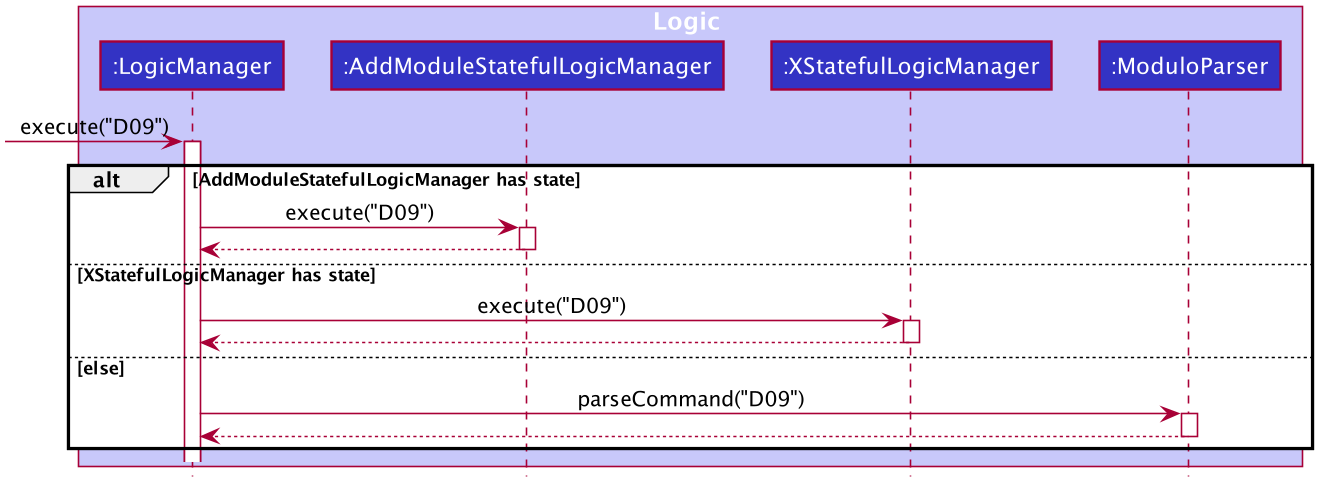 Logic
:LogicManager
:AddModuleStatefulLogicManager
:XStatefulLogicManager
:ModuloParser
execute("D09")
alt
[AddModuleStatefulLogicManager has state]
execute("D09")
[XStatefulLogicManager has state]
execute("D09")
[else]
parseCommand("D09")